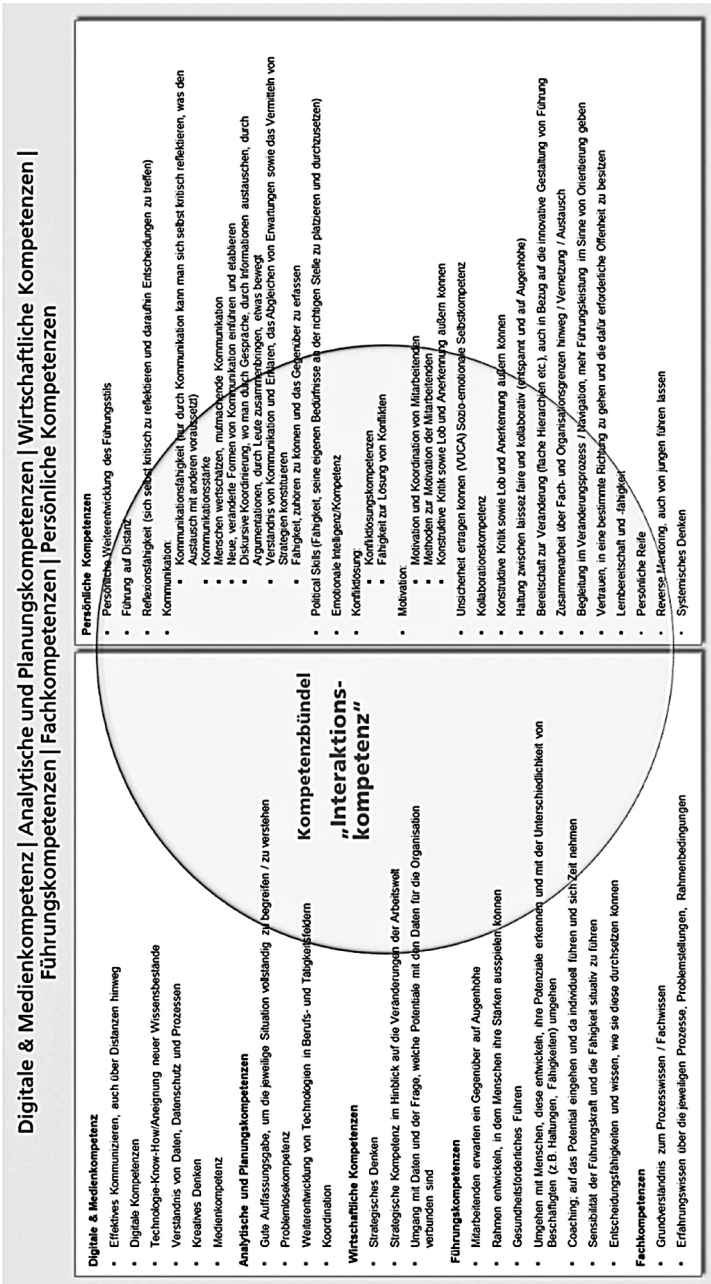 Digitale & Medienkompetenz | Analytische und Planungskompetenzen | Wirtschaftliche Kompetenzen |
Führungskompetenzen | Fachkompetenzen | Persönliche Kompetenzen
Digitale & Medienkompetenz
• Effektives Kommunizieren, auch über Distanzen hinweg
• Digitale Kompetenzen
• Technologie-Know-How/Aneignung neuer Wissensbestände
• Verständnis von Daten, Datenschutz und Prozessen
• Kreatives Denken
• Medienkompetenz
Analytische und Planungskompetenzen
• Gute Auffassungsgabe, um die jeweilige Situation vollständig zu begreifen / zu verstehen
• Problemlösekompetenz
• Weiterentwicklung von Technologien in Berufs- und Tätigkeitsfeldern
• Koordination
Wirtschaftliche Kompetenzen
• Strategisches Denken
• Strategische Kompetenz im Hinblick auf die Veränderungen der Arbeitswelt
• Umgang mit Daten und der Frage, welche Potentiale mit den Daten für die Organisation
verbunden sind
Führungskompetenzen
• Mitarbeitenden erwarten ein Gegenüber auf Augenhöhe
• Rahmen entwickeln, in dem Menschen ihre Stärken ausspielen können
• Gesundheitsförderliches Führen
• Umgehen mit Menschen, diese entwickeln, ihre Potenziale erkennen und mit der Unterschiedlichkeit von
Beschäftigten (z.B. Haltungen, Fähigkeiten) umgehen
• Coaching, auf das Potential eingehen und da individuell führen und sich Zeit nehmen
• Sensibilität der Führungskraft und die Fähigkeit situativ zu führen
• Entscheidungsfähigkeiten und wissen, wie sie diese durchsetzen können
Fachkompetenzen
• Grundverständnis zum Prozesswissen / Fachwissen
• Erfahrungswissen über die jeweiligen Prozesse, Problemstellungen, Rahmenbedingungen
Kompetenzbündel
„Interaktions-
kompetenz“
Persönliche Kompetenzen
• Persönliche Weiterentwicklung des Führungsstils
• Führung auf Distanz
• Reflexionsfähigkeit (sich selbst kritisch zu reflektieren und daraufhin Entscheidungen zu treffen)
• Kommunikation:
• Kommunikationsfähigkeit (nur durch Kommunikation kann man sich selbst kritisch reflektieren, was den
Austausch mit anderen voraussetzt)
• Kommunikationsstärke
• Menschen wertschätzen, mutmachende Kommunikation
• Neue, veränderte Formen von Kommunikation einführen und etablieren
• Diskursive Koordinierung, wo man durch Gespräche, durch Informationen austauschen, durch
Argumentationen, durch Leute zusammenbringen, etwas bewegt
• Verständnis von Kommunikation und Erklären, das Abgleichen von Erwartungen sowie das Vermitteln von
Strategien konstituieren
• Fähigkeit, zuhören zu können und das Gegenüber zu erfassen
• Political Skills (Fähigkeit, seine eigenen Bedürfnisse an der richtigen Stelle zu platzieren und durchzusetzen)
• Emotionale Intelligenz/Kompetenz
• Konfliktlösung:
• Konfliktlösungskompetenzen
• Fähigkeit zur Lösung von Konflikten
• Motivation:
• Motivation und Koordination von Mitarbeitenden
• Methoden zur Motivation der Mitarbeitenden
• Konstruktive Kritik sowie Lob und Anerkennung äußern können
• Unsicherheit ertragen können (VUCA) Sozio-emotionale Selbstkompetenz
• Kollaborationskompetenz
• Konstruktive Kritik sowie Lob und Anerkennung äußern können
• Haltung zwischen laissez faire und kollaborativ (entspannt und auf Augenhöhe)
• Bereitschaft zur Veränderung (flache Hierarchien etc.), auch in Bezug auf die innovative Gestaltung von Führung
• Zusammenarbeit über Fach- und Organisationsgrenzen hinweg / Vernetzung / Austausch
• Begleitung im Veränderungsprozess / Navigation, mehr Führungsleistung im Sinne von Orientierung geben
• Vertrauen, in eine bestimmte Richtung zu gehen und die dafür erforderliche Offenheit zu besitzen
• Lernbereitschaft und -fähigkeit
• Persönliche Reife
• Reverse Mentoring, auch von jungen führen lassen
• Systemisches Denken